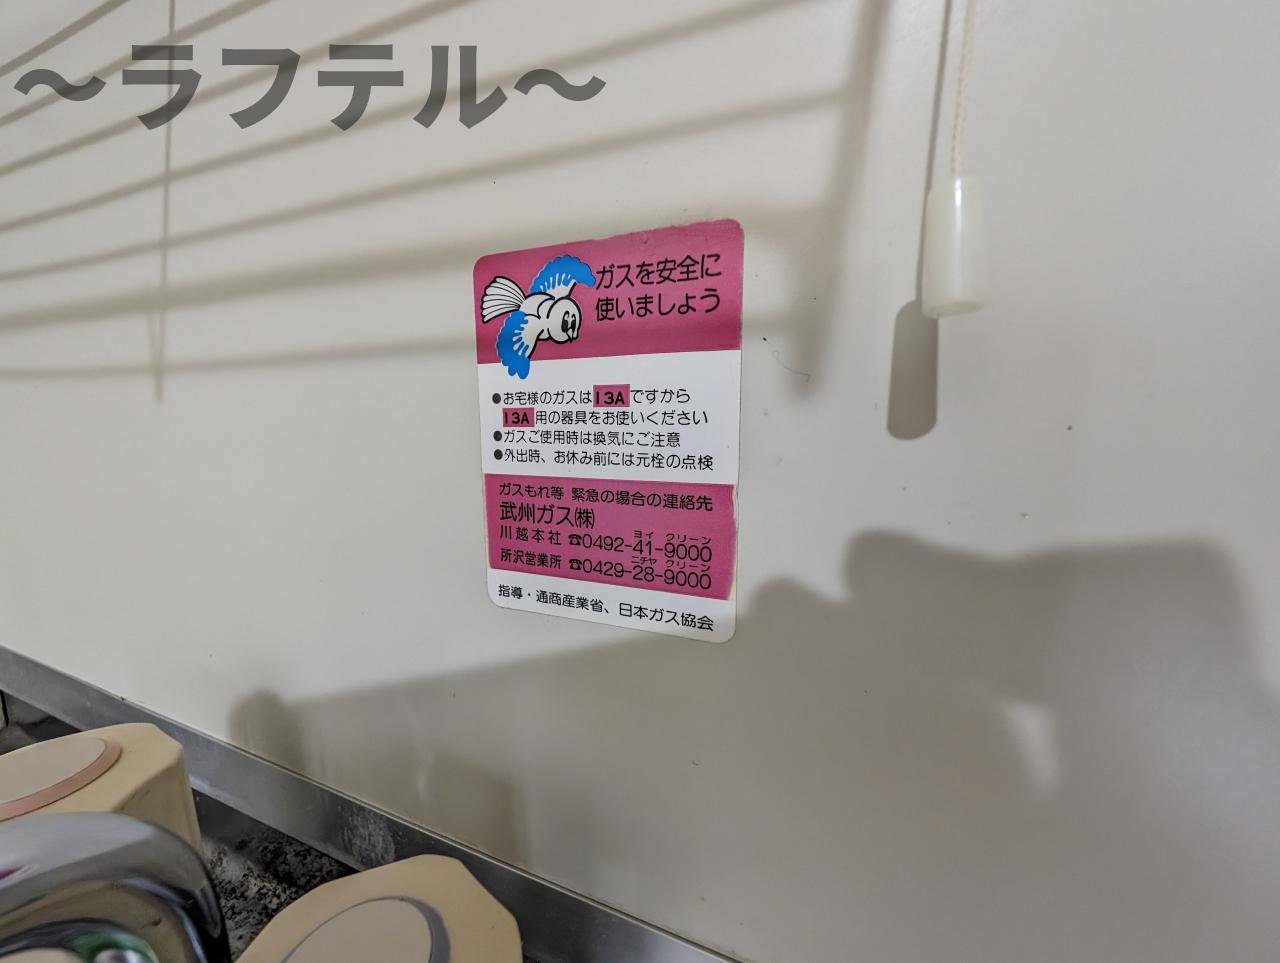 ～ラフテル～
ガスを安全に
使いましょう
●お宅様のガスは13Aですから
13A用の器具をお使いください
●ガスご使用時は換気にご注意
●外出時、お休み前には元栓の点検
ガスもれ等 緊急の場合の連絡先
武州ガス㈱
ヨイ クリーン
川越本社 ☎0492-41-9000
ニチヤ クリーン
所沢営業所 ☎0429-28-9000
指導・通商産業省、日本ガス協会